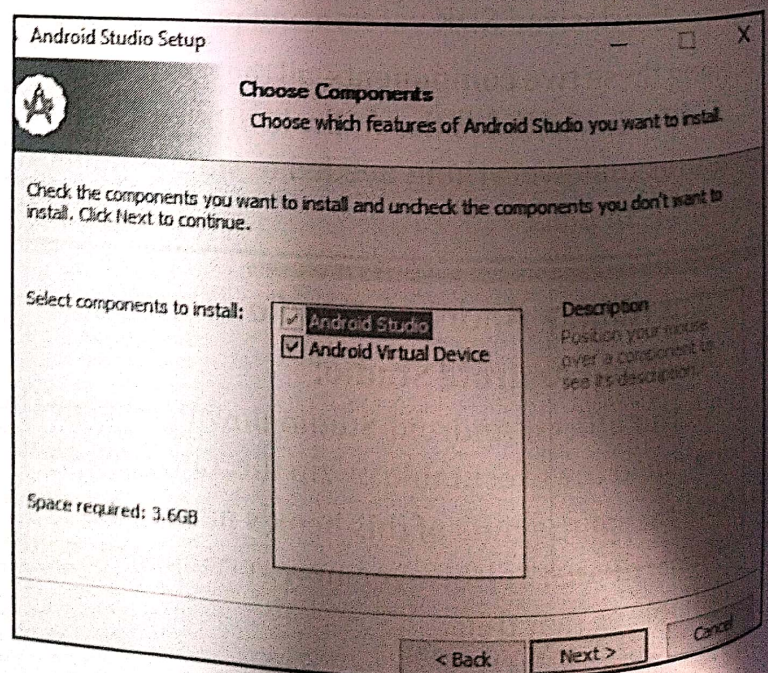 Android Studio Setup
Choose Components
Choose which features of Android Studio you want to install.
Check the components you want to install and uncheck the components you don't want to
install. Click Next to continue.
Select components to install:
Android Studio
Android Virtual Device
Description
Position your mouse
over a component to
see its description.
Space required: 3.6GB
< Back
Next >
Cancel